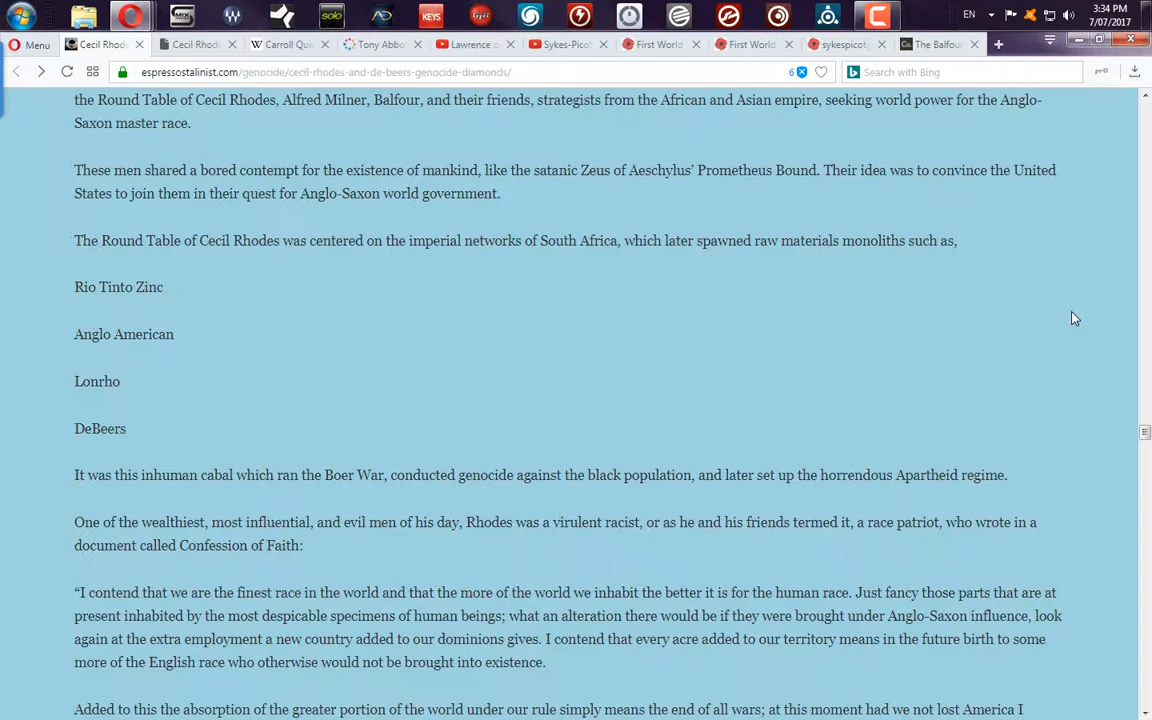 EN
3:34 PM
7/07/2017
solo
KEYS
Menu
Cecil Rhod
Cecil Rhod
Carroll Qui
Tony Abbo
Lawrence o
Sykes-Picot
First World
First World
sykespicot
The Balfour
espressostalinist.com/genocide/cecil-rhodes-and-de-beers-genocide-diamonds/
6
Search with Bing
the Round Table of Cecil Rhodes, Alfred Milner, Balfour, and their friends, strategists from the African and Asian empire, seeking world power for the Anglo-
Saxon master race.
These men shared a bored contempt for the existence of mankind, like the satanic Zeus of Aeschylus’ Prometheus Bound. Their idea was to convince the United
States to join them in their quest for Anglo-Saxon world government.
The Round Table of Cecil Rhodes was centered on the imperial networks of South Africa, which later spawned raw materials monoliths such as,
Rio Tinto Zinc
Anglo American
Lonrho
DeBeers
It was this inhuman cabal which ran the Boer War, conducted genocide against the black population, and later set up the horrendous Apartheid regime.
One of the wealthiest, most influential, and evil men of his day, Rhodes was a virulent racist, or as he and his friends termed it, a race patriot, who wrote in a
document called Confession of Faith:
“I contend that we are the finest race in the world and that the more of the world we inhabit the better it is for the human race. Just fancy those parts that are at
present inhabited by the most despicable specimens of human beings; what an alteration there would be if they were brought under Anglo-Saxon influence, look
again at the extra employment a new country added to our dominions gives. I contend that every acre added to our territory means in the future birth to some
more of the English race who otherwise would not be brought into existence.
Added to this the absorption of the greater portion of the world under our rule simply means the end of all wars; at this moment had we not lost America I